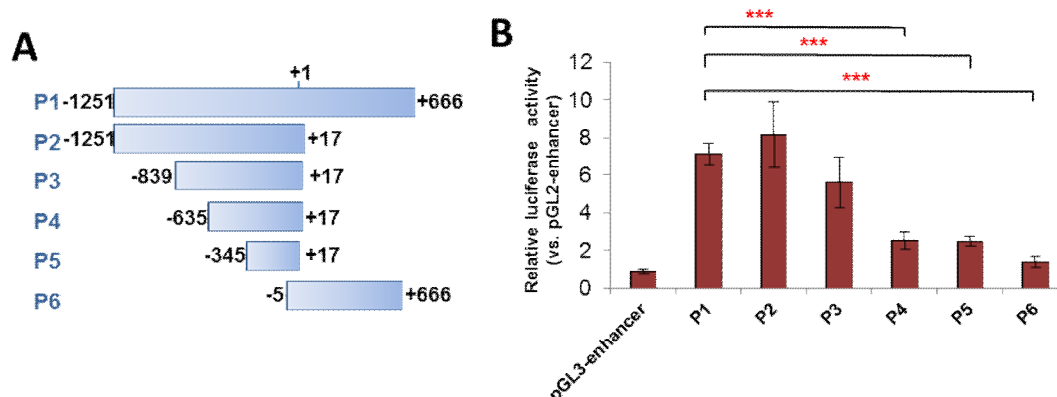 A
+1
P1 -1251 +666
P2 -1251 +17
P3 -839 +17
P4 -635 +17
P5 -345 +17
P6 -5 +666
B
***
***
***
Relative luciferase activity
(vs. pGL2-enhancer)
12
10
8
6
4
2
0
pGL3-enhancer P1 P2 P3 P4 P5 P6